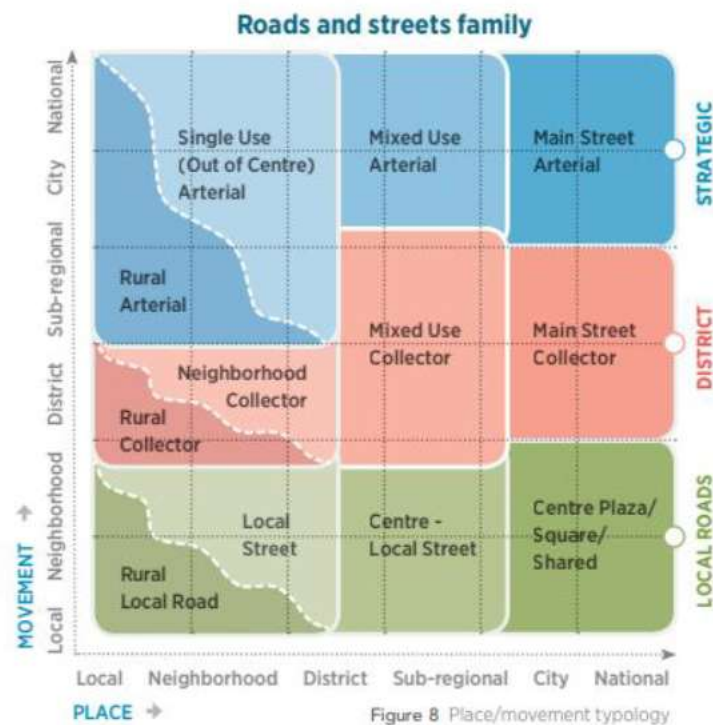 Roads and streets family
National
City
Sub-regional
District
Neighborhood
Local
MOVEMENT →
Single Use
(Out of Centre)
Arterial
Mixed Use
Arterial
Main Street
Arterial
Rural
Arterial
Neighborhood
Collector
Rural
Collector
Mixed Use
Collector
Main Street
Collector
Local
Street
Rural
Local Road
Centre -
Local Street
Centre Plaza/
Square/
Shared
STRATEGIC
DISTRICT
LOCAL ROADS
Local Neighborhood District Sub-regional City National
PLACE →
Figure 8 Place/movement typology